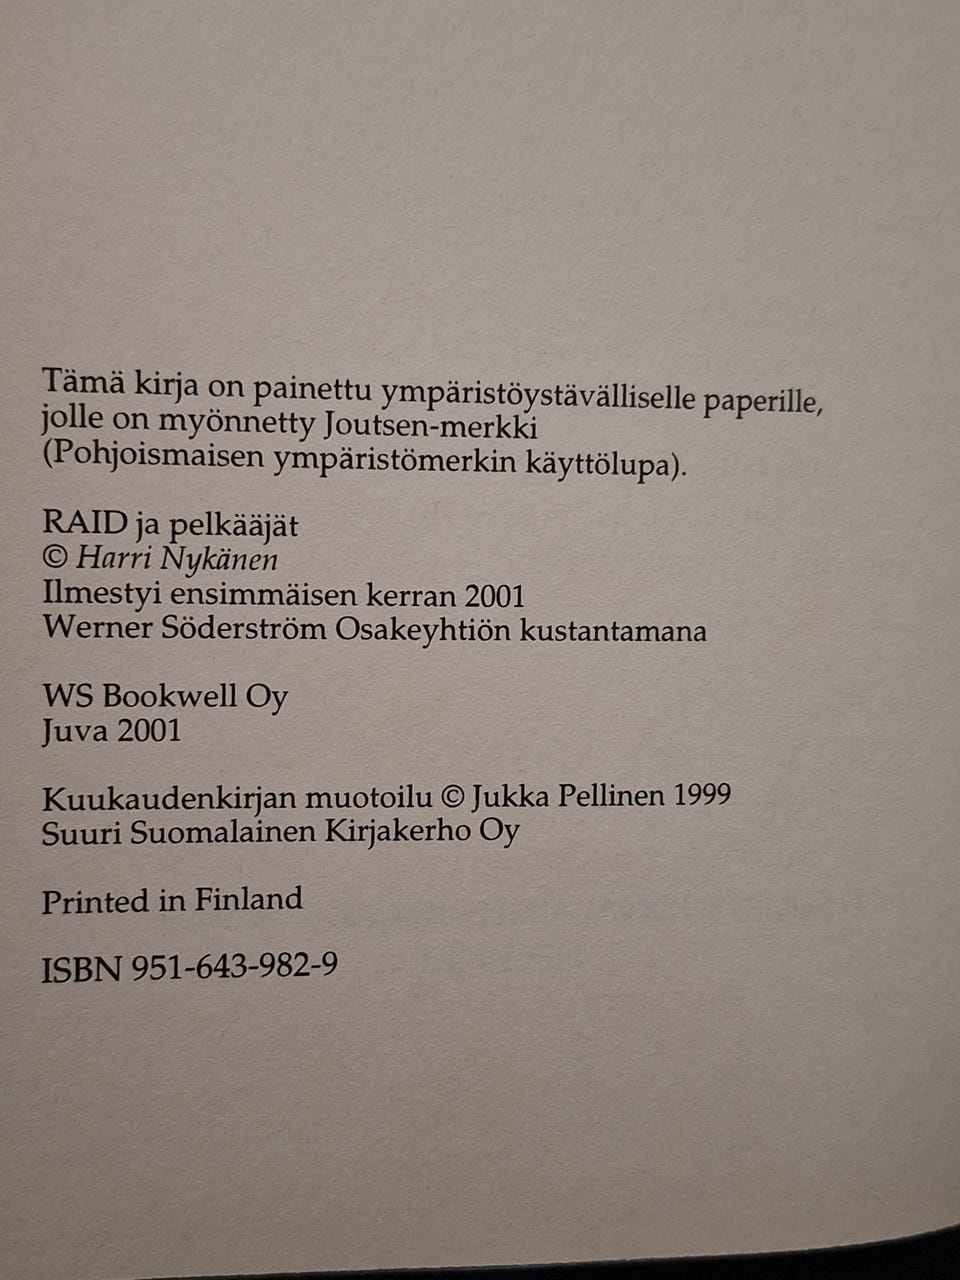 Tämä kirja on painettu ympäristöystävälliselle paperille,
jolle on myönnetty Joutsen-merkki
(Pohjoismaisen ympäristömerkin käyttölupa).
RAID ja pelkääjät
© Harri Nykänen
Ilmestyi ensimmäisen kerran 2001
Werner Söderström Osakeyhtiön kustantamana
WS Bookwell Oy
Juva 2001
Kuukaudenkirjan muotoilu © Jukka Pellinen 1999
Suuri Suomalainen Kirjakerho Oy
Printed in Finland
ISBN 951-643-982-9